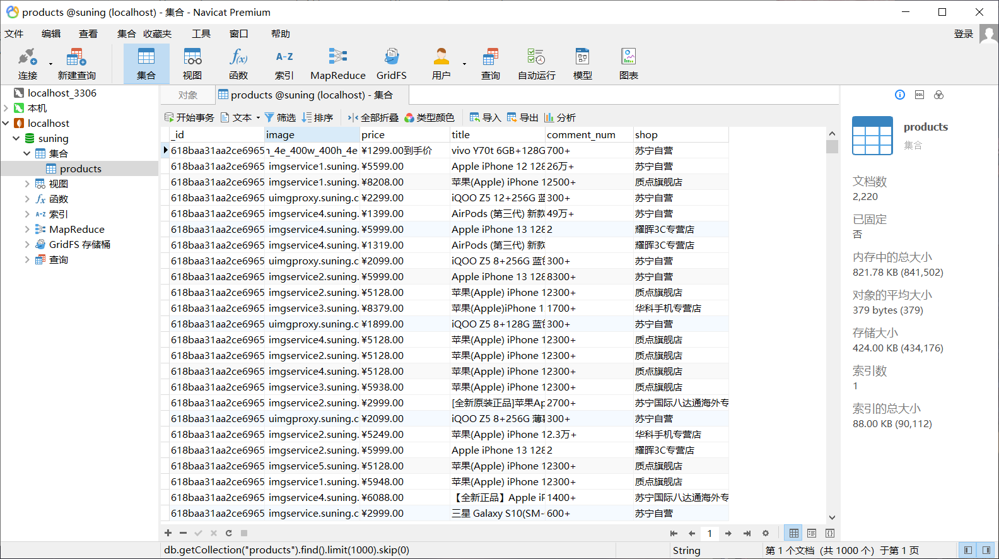 products @suning (localhost) - 集合 - Navicat Premium
文件 编辑 查看 集合 收藏夹 工具 窗口 帮助 登录
连接 新建查询 集合 视图 函数 索引 MapReduce GridFS 用户 查询 自动运行 模型 图表
localhost_3306
本机
localhost
suning
集合
products
视图
函数
索引
MapReduce
GridFS 存储桶
查询
对象 products @suning (localhost) - 集合
开始事务 文本 筛选 排序 全部折叠 类型颜色 导入 导出 分析
_id image price title comment_num shop
618baa31aa2ce6965 _4e_400w_400h_4e ¥1299.00到手价 vivo Y70t 6GB+128G 700+ 苏宁自营
618baa31aa2ce6965 imgservice1.suning. ¥5599.00 Apple iPhone 12 128 26万+ 苏宁自营
618baa31aa2ce6965 imgservice1.suning. ¥8208.00 苹果(Apple) iPhone 1 2500+ 质点旗舰店
618baa31aa2ce6965 uimgproxy.suning.c ¥2299.00 iQOO Z5 12+256G 蓝 300+ 苏宁自营
618baa31aa2ce6965 imgservice4.suning. ¥1399.00 AirPods (第三代) 新款 49万+ 苏宁自营
618baa31aa2ce6965 imgservice4.suning. ¥5999.00 Apple iPhone 13 128 2 耀晖3C专营店
618baa31aa2ce6965 imgservice4.suning. ¥1319.00 AirPods (第三代) 新款 耀晖3C专营店
618baa31aa2ce6965 uimgproxy.suning.c ¥2099.00 iQOO Z5 8+256G 蓝色 300+ 苏宁自营
618baa31aa2ce6965 imgservice2.suning. ¥5999.00 Apple iPhone 13 128 8300+ 苏宁自营
618baa31aa2ce6965 imgservice2.suning. ¥5128.00 苹果(Apple) iPhone 1 2300+ 质点旗舰店
618baa31aa2ce6965 imgservice3.suning. ¥8379.00 苹果(Apple)iPhone 1 1700+ 华科手机专营店
618baa31aa2ce6965 uimgproxy.suning.c ¥1899.00 iQOO Z5 8+128G 蓝色 300+ 苏宁自营
618baa31aa2ce6965 imgservice4.suning. ¥5128.00 苹果(Apple) iPhone 1 2300+ 质点旗舰店
618baa31aa2ce6965 imgservice2.suning. ¥5128.00 苹果(Apple) iPhone 1 2300+ 质点旗舰店
618baa31aa2ce6965 imgservice4.suning. ¥5128.00 苹果(Apple) iPhone 1 2300+ 质点旗舰店
618baa31aa2ce6965 imgservice3.suning. ¥5938.00 苹果(Apple) iPhone 1 2300+ 质点旗舰店
618baa31aa2ce6965 imgservice2.suning. ¥2999.00 [全新原装正品]苹果Ap 2700+ 苏宁国际八达通海外专
618baa31aa2ce6965 uimgproxy.suning.c ¥2099.00 iQOO Z5 8+256G 薄 300+ 苏宁自营
618baa31aa2ce6965 imgservice2.suning. ¥5249.00 苹果(Apple) iPhone 1 2.3万+ 华科手机专营店
618baa31aa2ce6965 imgservice2.suning. ¥5999.00 Apple iPhone 13 128 2 耀晖3C专营店
618baa31aa2ce6965 imgservice5.suning. ¥5128.00 苹果(Apple) iPhone 1 2300+ 质点旗舰店
618baa31aa2ce6965 imgservice1.suning. ¥5948.00 苹果(Apple) iPhone 1 2300+ 质点旗舰店
618baa31aa2ce6965 imgservice4.suning. ¥6088.00 【全新正品】Apple iP 1400+ 苏宁国际八达通海外专
618baa31aa2ce6965 uimgproxy.suning.c ¥2999.00 三星 Galaxy S10(SM- 600+ 苏宁自营
1
db.getCollection("products").find().limit(1000).skip(0) String 第 1 个文档 (共 1000 个) 于第 1 页
DDL
products
集合
文档数
2,220
已固定
否
内存中的总大小
821.78 KB (841,502)
对象的平均大小
379 bytes (379)
存储大小
424.00 KB (434,176)
索引数
1
索引的总大小
88.00 KB (90,112)